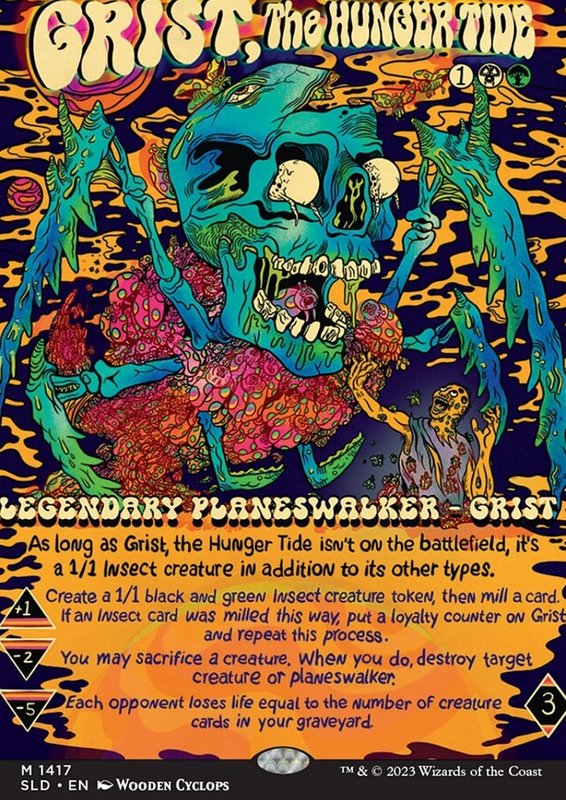 GRIST, The HUNGER TIDE
1
LEGENDARY PLANESWALKER - GRIST
As long as Grist, the Hunger Tide isn't on the battlefield, it's
a 1/1 Insect creature in addition to its other types.
+1
Create a 1/1 black and green Insect creature token, then mill a card.
If an Insect card was milled this way, put a loyalty counter on Grist
and repeat this process.
-2
You may sacrifice a creature. When you do, destroy target
creature or planeswalker.
-5
Each opponent loses life equal to the number of creature
cards in your graveyard.
3
M 1417
SLD • EN WOODEN CYCLOPS
™ & © 2023 Wizards of the Coast